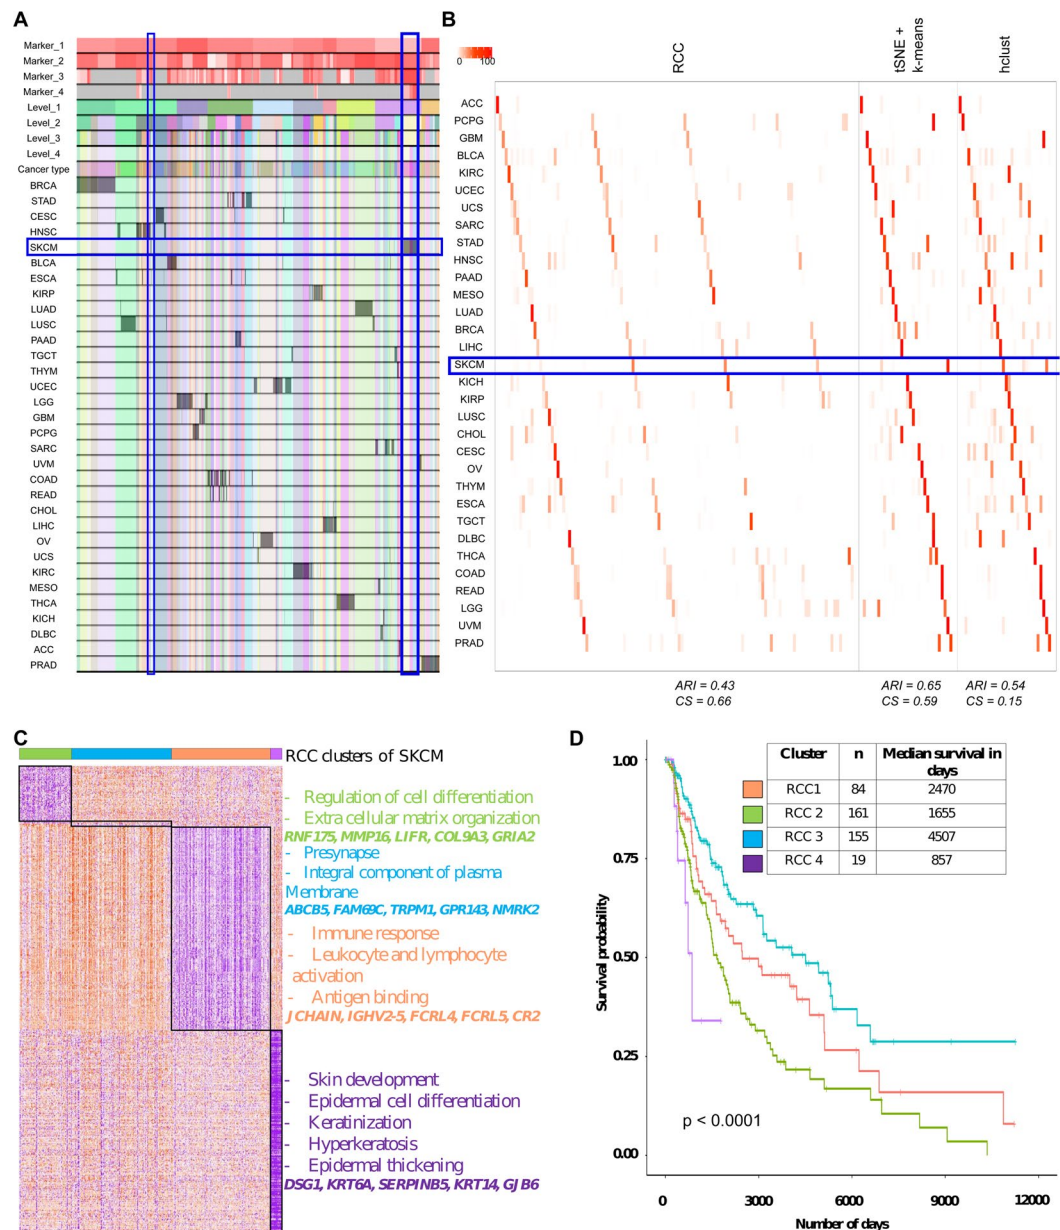 A
Marker_1
Marker_2
Marker_3
Marker_4
Level_1
Level_2
Level_3
Level_4
Cancer type
BRCA
STAD
CESC
HNSC
SKCM
BLCA
ESCA
KIRP
LUAD
LUSC
PAAD
TGCT
THYM
UCEC
LGG
GBM
PCPG
SARC
UVM
COAD
READ
CHOL
LIHC
OV
UCS
KIRC
MESO
THCA
KICH
DLBC
ACC
PRAD
B
0 100
RCC
tSNE +
k-means
hclust
ACC
PCPG
GBM
BLCA
KIRC
UCEC
UCS
SARC
STAD
HNSC
PAAD
MESO
LUAD
BRCA
LIHC
SKCM
KICH
KIRP
LUSC
CHOL
CESC
OV
THYM
ESCA
TGCT
DLBC
THCA
COAD
READ
LGG
UVM
PRAD
ARI = 0.43
CS = 0.66
ARI = 0.65
CS = 0.59
ARI = 0.54
CS = 0.15
C
RCC clusters of SKCM
- Regulation of cell differentiation
- Extra cellular matrix organization
RNF175, MMP16, LIFR, COL9A3, GRIA2
- Presynapse
- Integral component of plasma
Membrane
ABCB5, FAM69C, TRPM1, GPR143, NMRK2
- Immune response
- Leukocyte and lymphocyte
activation
- Antigen binding
JCHAIN, IGHV2-5, FCRL4, FCRL5, CR2
- Skin development
- Epidermal cell differentiation
- Keratinization
- Hyperkeratosis
- Epidermal thickening
DSG1, KRT6A, SERPINB5, KRT14, GJB6
D
Cluster n Median survival in
days
RCC1 84 2470
RCC 2 161 1655
RCC 3 155 4507
RCC 4 19 857
Survival probability
1.00
0.75
0.50
0.25
0.00
p < 0.0001
0 3000 6000 9000 12000
Number of days